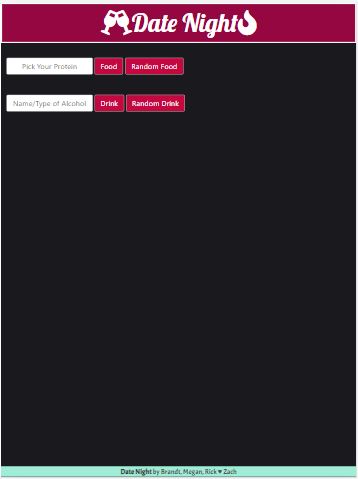 Date Night
Pick Your Protein Food Random Food
Name/Type of Alcohol Drink Random Drink
Date Night by Brandt, Megan, Rick ♥ Zach